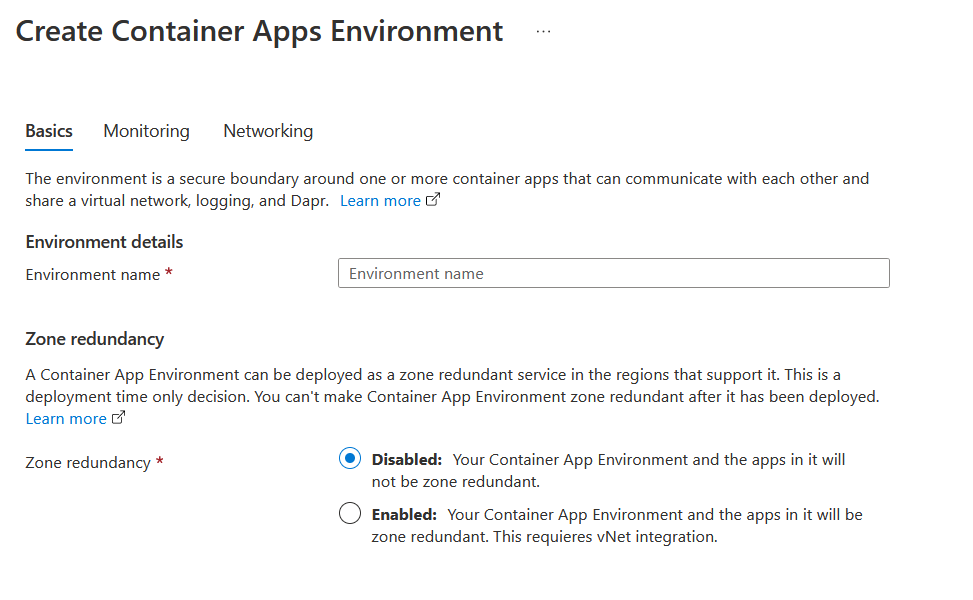 Create Container Apps Environment ...
Basics Monitoring Networking
The environment is a secure boundary around one or more container apps that can communicate with each other and
share a virtual network, logging, and Dapr. Learn more
Environment details
Environment name * Environment name
Zone redundancy
A Container App Environment can be deployed as a zone redundant service in the regions that support it. This is a
deployment time only decision. You can't make Container App Environment zone redundant after it has been deployed.
Learn more
Zone redundancy * Disabled: Your Container App Environment and the apps in it will
not be zone redundant.
Enabled: Your Container App Environment and the apps in it will be
zone redundant. This requieres vNet integration.